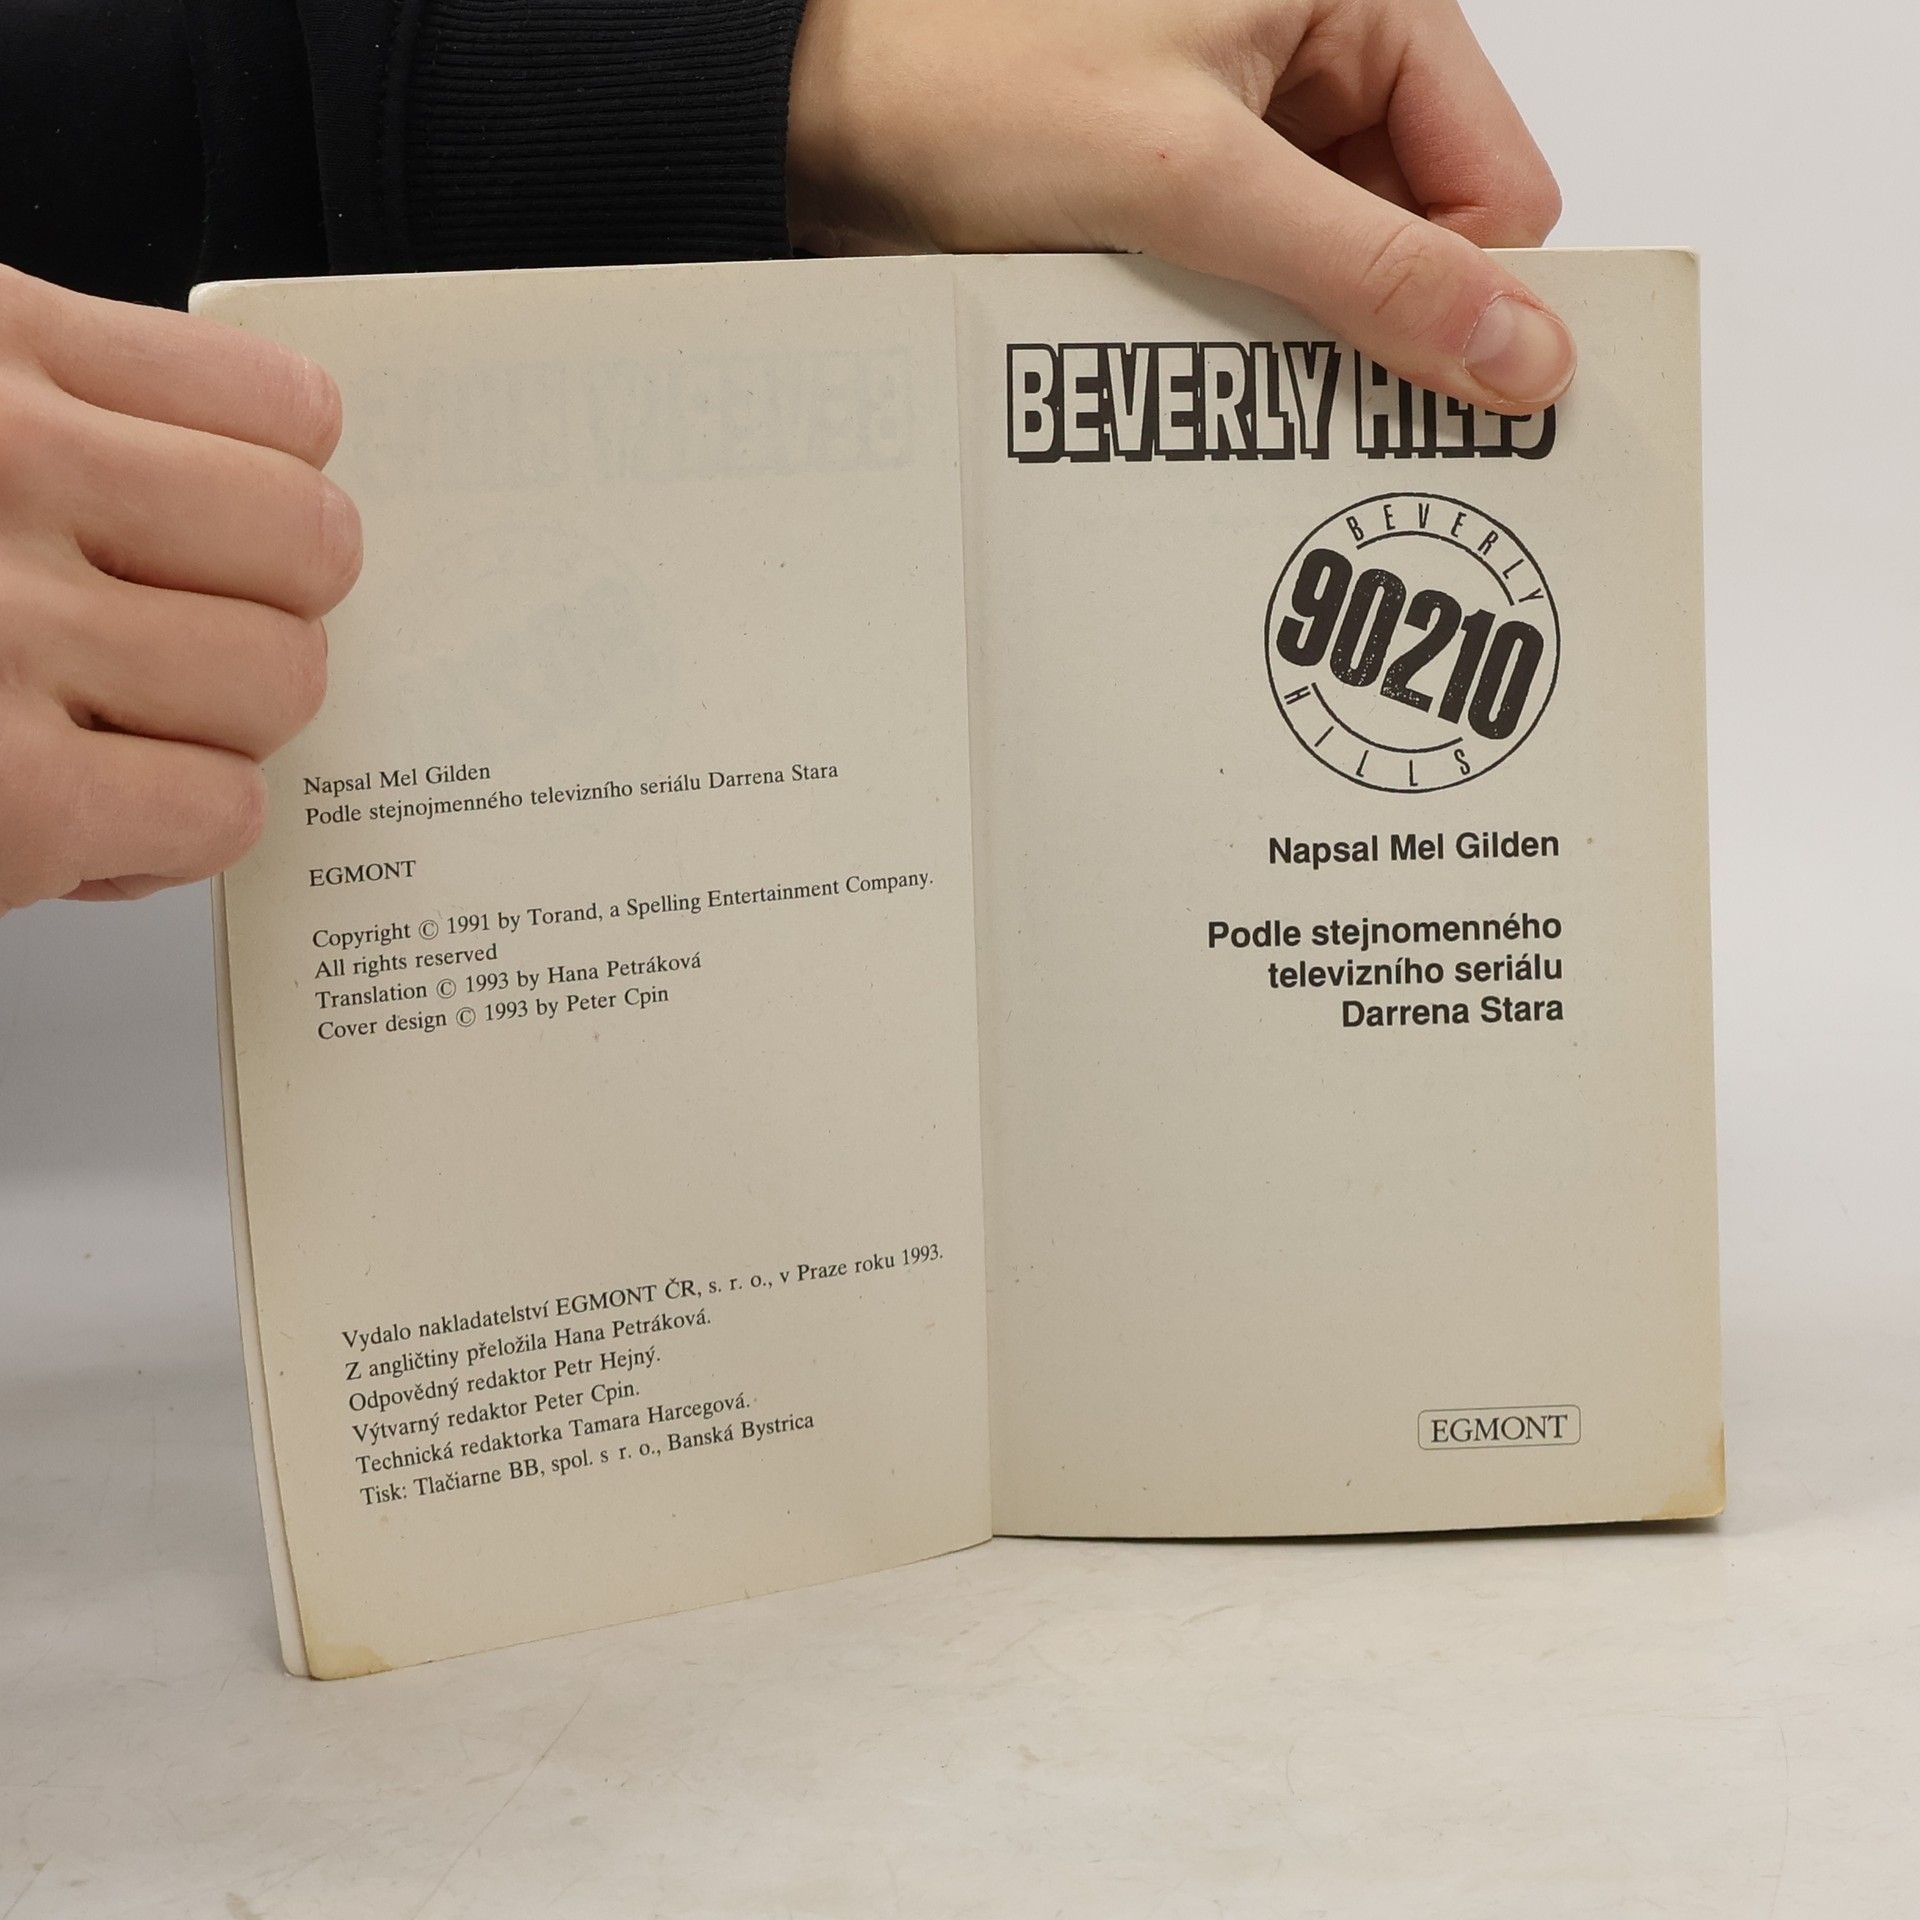 Napsal Mel Gilden
Podle stejnojmenného televizního seriálu Darrena Stara
EGMONT
Copyright © 1991 by Torand, a Spelling Entertainment Company.
All rights reserved
Translation © 1993 by Hana Petráková
Cover design © 1993 by Peter Cpin
Vydalo nakladatelství EGMONT ČR, s. r. o., v Praze roku 1993.
Z angličtiny přeložila Hana Petráková.
Odpovědný redaktor Petr Hejný.
Výtvarný redaktor Peter Cpin.
Technická redaktorka Tamara Harcegová.
Tisk: Tlačiarne BB, spol. s r. o., Banská Bystrica
BEVERLY HILLS
BEVERLY
90210
HILLS
Napsal Mel Gilden
Podle stejnomenného
televizního seriálu
Darrena Stara
EGMONT